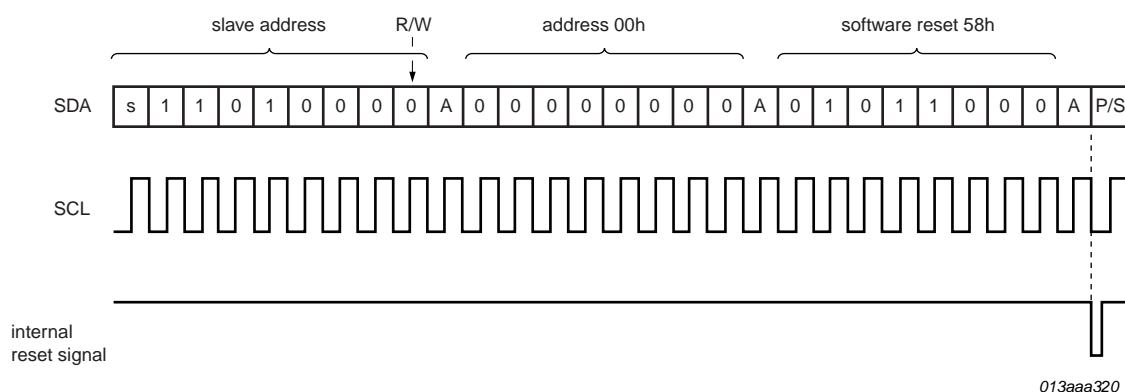 slave address R/W address 00h software reset 58h
SDA s 1 1 0 1 0 0 0 0 A 0 0 0 0 0 0 0 0 A 0 1 0 1 1 0 0 0 A P/S
SCL
internal
reset signal
013aaa320